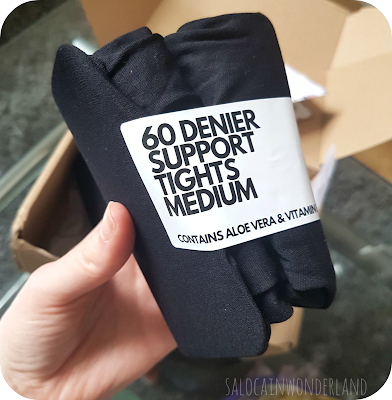 60 DENIER
SUPPORT
TIGHTS
MEDIUM
CONTAINS ALOE VERA & VITAMIN
SALOCAINWONDERLAND